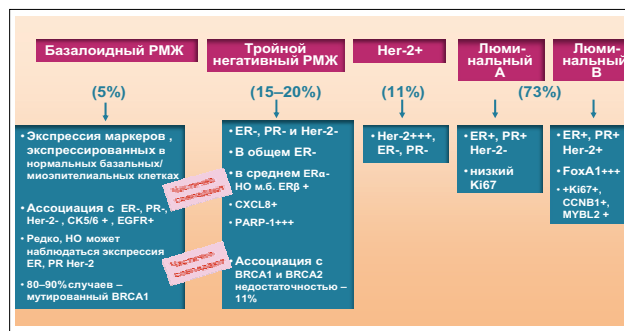 Базалоидный РМЖ
(5%)
• Экспрессия маркеров ,
экспрессированных в
нормальных базальных/
миоэпителиальных клетках
• Ассоциация с ER-, PR-,
Her-2- , CK5/6 + , EGFR+
• Редко, НО может
наблюдаться экспрессия
ER, PR Her-2
• 80–90%случаев –
мутированный BRCA1
Частично
совпадают
Частично
совпадают
Тройной
негативный РМЖ
(15–20%)
• ER-, PR- и Her-2-
• В общем ER-
• в среднем ERα-
НО м.б. ERβ +
• CXCL8+
• PARP-1+++
• Ассоциация с
BRCA1 и BRCA2
недостаточностью –
11%
Her-2+
(11%)
• Her-2+++,
ER-, PR-
Люми-
нальный
А
Люми-
нальный
В
(73%)
• ER+, PR+
Her-2-
• низкий
Ki67
• ER+, PR+
Her-2+
• FoxA1+++
• +Ki67+,
CCNB1+,
MYBL2 +